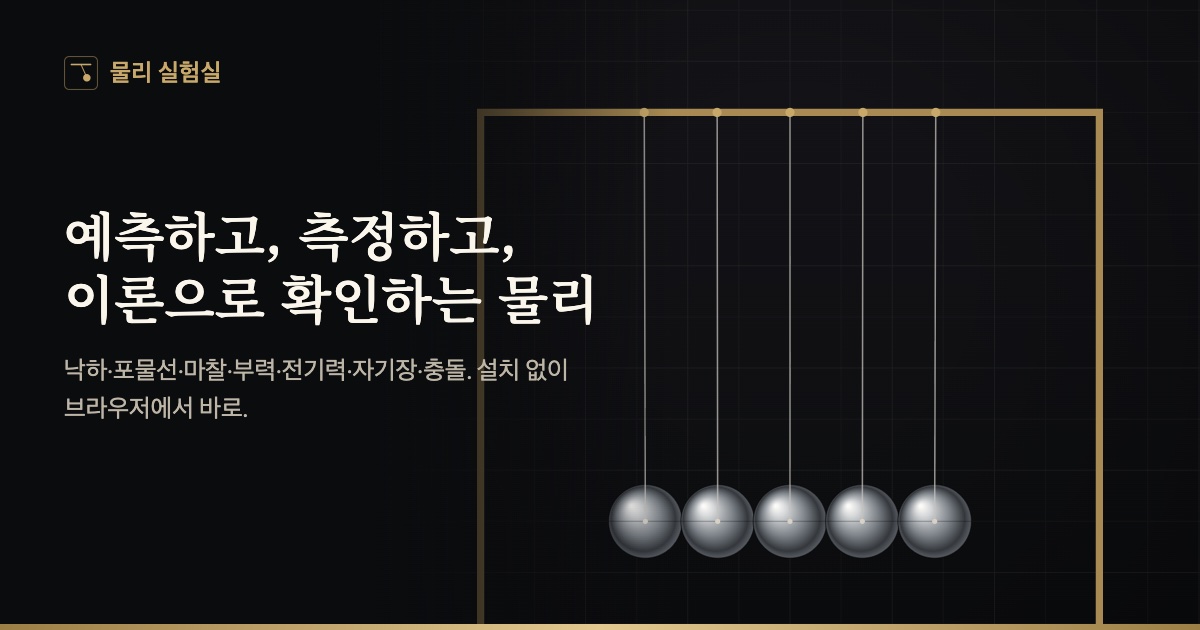 물리 실험실
예측하고, 측정하고,
이론으로 확인하는 물리
낙하·포물선·마찰·부력·전기력·자기장·충돌. 설치 없이
브라우저에서 바로.